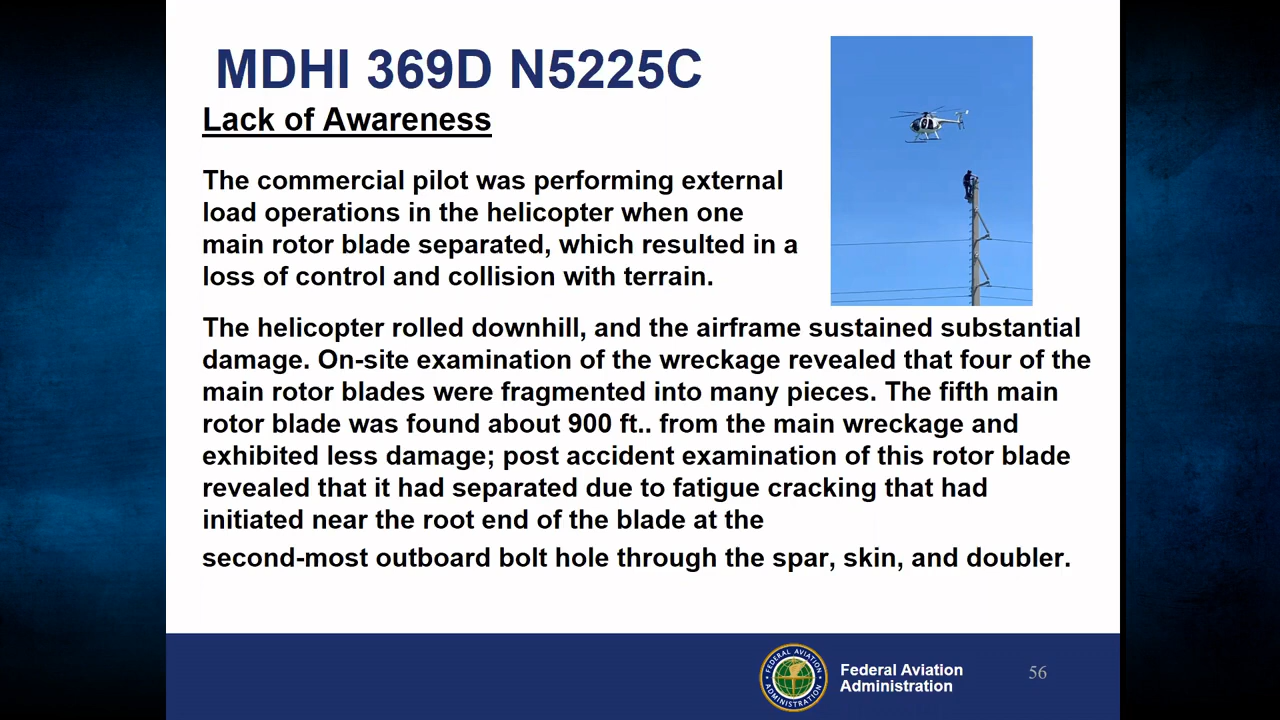 MDHI 369D N5225C
Lack of Awareness
The commercial pilot was performing external
load operations in the helicopter when one
main rotor blade separated, which resulted in a
loss of control and collision with terrain.
The helicopter rolled downhill, and the airframe sustained substantial
damage. On-site examination of the wreckage revealed that four of the
main rotor blades were fragmented into many pieces. The fifth main
rotor blade was found about 900 ft.. from the main wreckage and
exhibited less damage; post accident examination of this rotor blade
revealed that it had separated due to fatigue cracking that had
initiated near the root end of the blade at the
second-most outboard bolt hole through the spar, skin, and doubler.
FEDERAL AVIATION
ADMINISTRATION
Federal Aviation
Administration
56